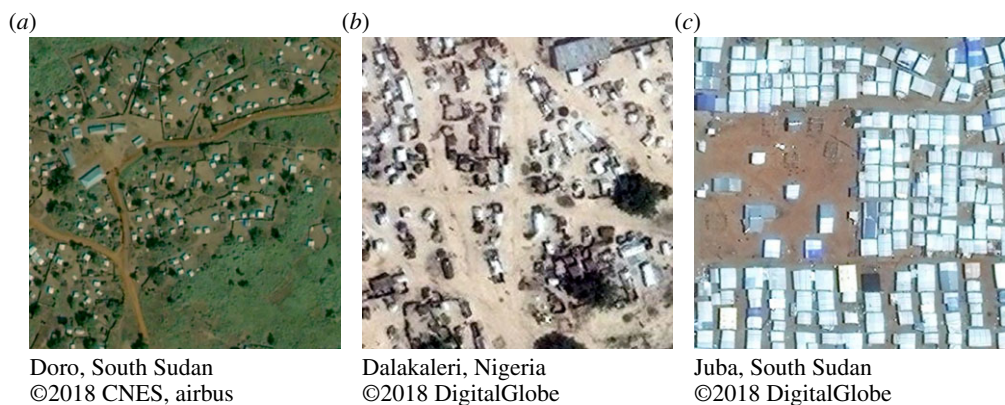 (a)
(b)
(c)
Doro, South Sudan
©2018 CNES, airbus
Dalakaleri, Nigeria
©2018 DigitalGlobe
Juba, South Sudan
©2018 DigitalGlobe